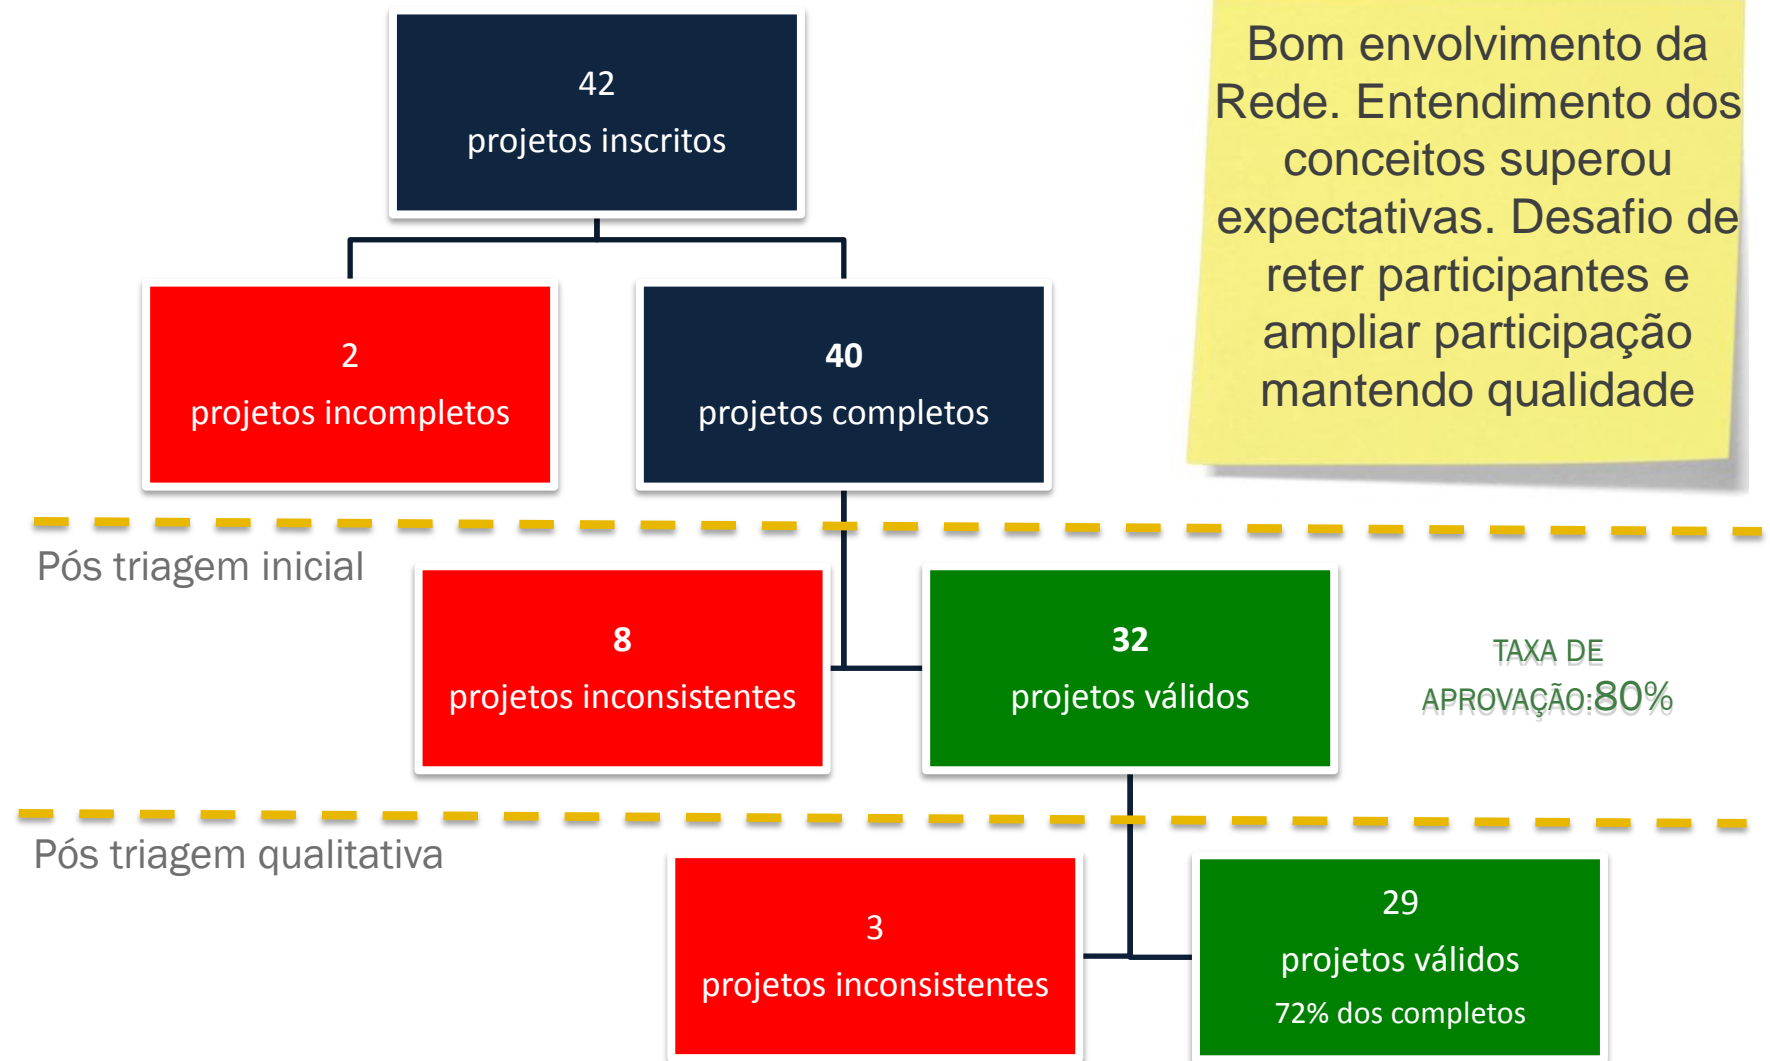 42
projetos inscritos
Bom envolvimento da
Rede. Entendimento dos
conceitos superou
expectativas. Desafio de
reter participantes e
ampliar participação
mantendo qualidade
2
projetos incompletos
40
projetos completos
Pós triagem inicial
8
projetos inconsistentes
32
projetos válidos
TAXA DE
APROVAÇÃO:80%
Pós triagem qualitativa
3
projetos inconsistentes
29
projetos válidos
72% dos completos